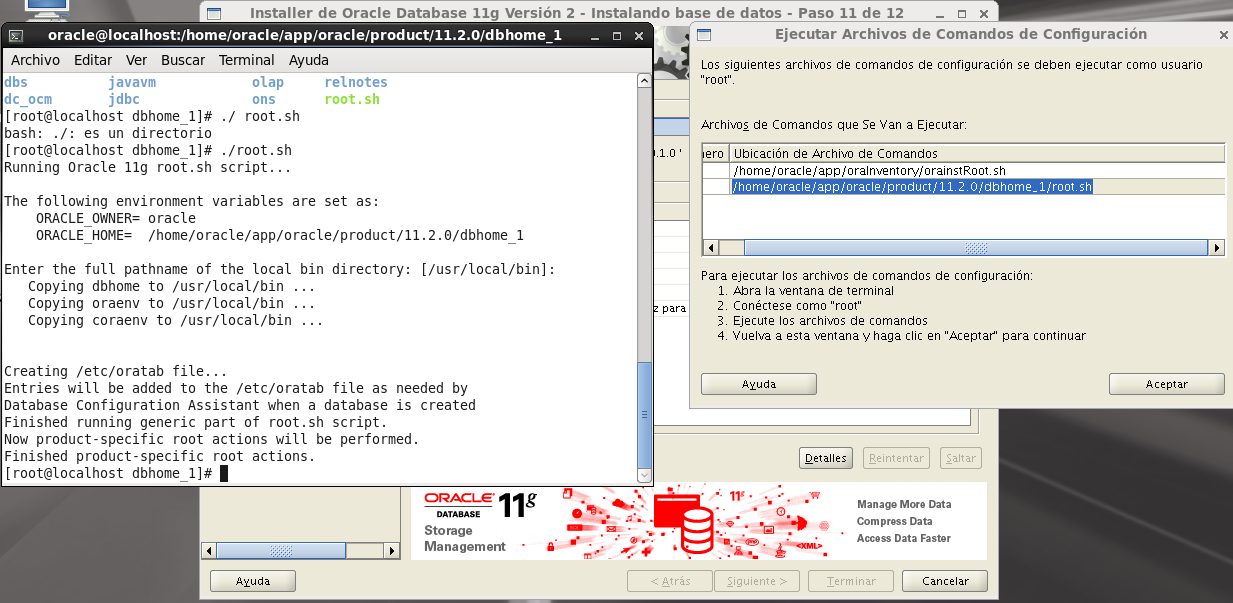 Installer de Oracle Database 11g Versión 2 - Instalando base de datos - Paso 11 de 12
oracle@localhost:/home/oracle/app/oracle/product/11.2.0/dbhome_1
Archivo Editar Ver Buscar Terminal Ayuda
dbs javavm olap relnotes
dc_ocm jdbc ons root.sh
[root@localhost dbhome_1]# ./ root.sh
bash: ./: es un directorio
[root@localhost dbhome_1]# ./root.sh
Running Oracle 11g root.sh script...
The following environment variables are set as:
ORACLE_OWNER= oracle
ORACLE_HOME=  /home/oracle/app/oracle/product/11.2.0/dbhome_1
Enter the full pathname of the local bin directory: [/usr/local/bin]:
Copying dbhome to /usr/local/bin ...
Copying oraenv to /usr/local/bin ...
Copying coraenv to /usr/local/bin ...
Creating /etc/oratab file...
Entries will be added to the /etc/oratab file as needed by
Database Configuration Assistant when a database is created
Finished running generic part of root.sh script.
Now product-specific root actions will be performed.
Finished product-specific root actions.
[root@localhost dbhome_1]#
Ejecutar Archivos de Comandos de Configuración
Los siguientes archivos de comandos de configuración se deben ejecutar como usuario
"root".
Archivos de Comandos que Se Van a Ejecutar:
nero Ubicación de Archivo de Comandos
/home/oracle/app/oraInventory/orainstRoot.sh
/home/oracle/app/oracle/product/11.2.0/dbhome_1/root.sh
Para ejecutar los archivos de comandos de configuración:
1. Abra la ventana de terminal
2. Conéctese como "root"
3. Ejecute los archivos de comandos
4. Vuelva a esta ventana y haga clic en "Aceptar" para continuar
Ayuda Aceptar
.1.0 '
z para
Detalles Reintentar Saltar
ORACLE DATABASE 11g
Storage
Management
11g
<XML>
Manage More Data
Compress Data
Access Data Faster
Ayuda < Atrás Siguiente > Terminar Cancelar